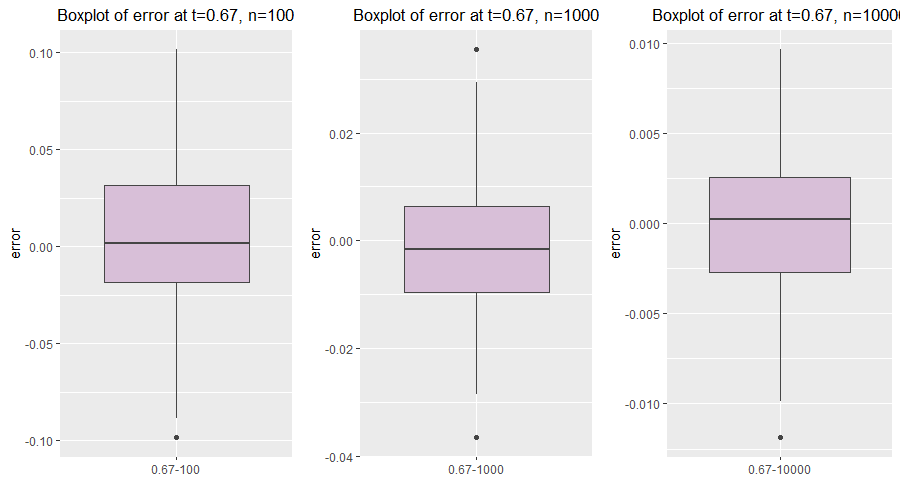 Boxplot of error at t=0.67, n=100
0.10
0.05
0.00
-0.05
-0.10
error
0.67-100
Boxplot of error at t=0.67, n=1000
0.02
0.00
-0.02
-0.04
error
0.67-1000
Boxplot of error at t=0.67, n=10000
0.010
0.005
0.000
-0.005
-0.010
error
0.67-10000